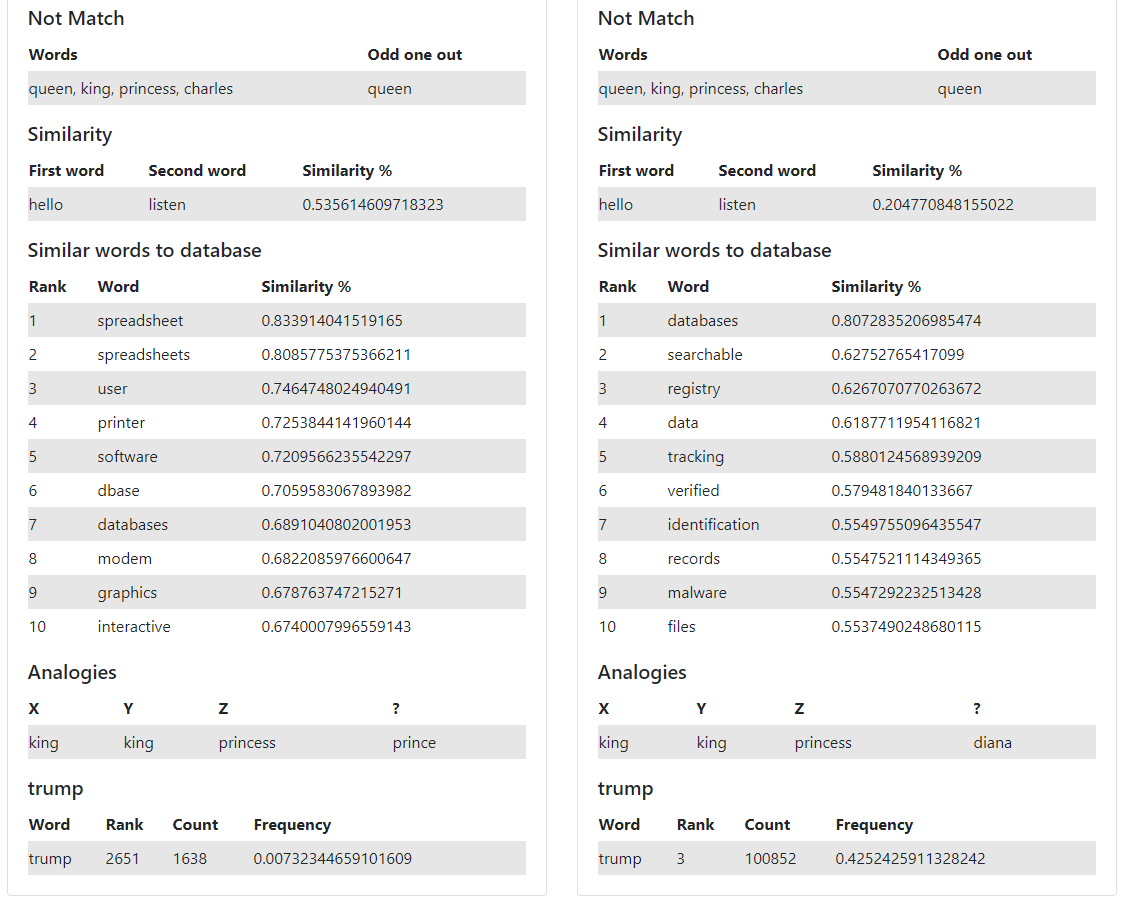 Not Match
Words Odd one out
queen, king, princess, charles queen
Similarity
First word Second word Similarity %
hello listen 0.535614609718323
Similar words to database
Rank Word Similarity %
1 spreadsheet 0.833914041519165
2 spreadsheets 0.8085775375366211
3 user 0.7464748024940491
4 printer 0.7253844141960144
5 software 0.7209566235542297
6 dbase 0.7059583067893982
7 databases 0.6891040802001953
8 modem 0.6822085976600647
9 graphics 0.678763747215271
10 interactive 0.6740007996559143
Analogies
X Y Z ?
king king princess prince
trump
Word Rank Count Frequency
trump 2651 1638 0.00732344659101609
Not Match
Words Odd one out
queen, king, princess, charles queen
Similarity
First word Second word Similarity %
hello listen 0.204770848155022
Similar words to database
Rank Word Similarity %
1 databases 0.8072835206985474
2 searchable 0.62752765417099
3 registry 0.6267070770263672
4 data 0.6187711954116821
5 tracking 0.5880124568939209
6 verified 0.579481840133667
7 identification 0.5549755096435547
8 records 0.5547521114349365
9 malware 0.5547292232513428
10 files 0.5537490248680115
Analogies
X Y Z ?
king king princess diana
trump
Word Rank Count Frequency
trump 3 100852 0.4252425911328242